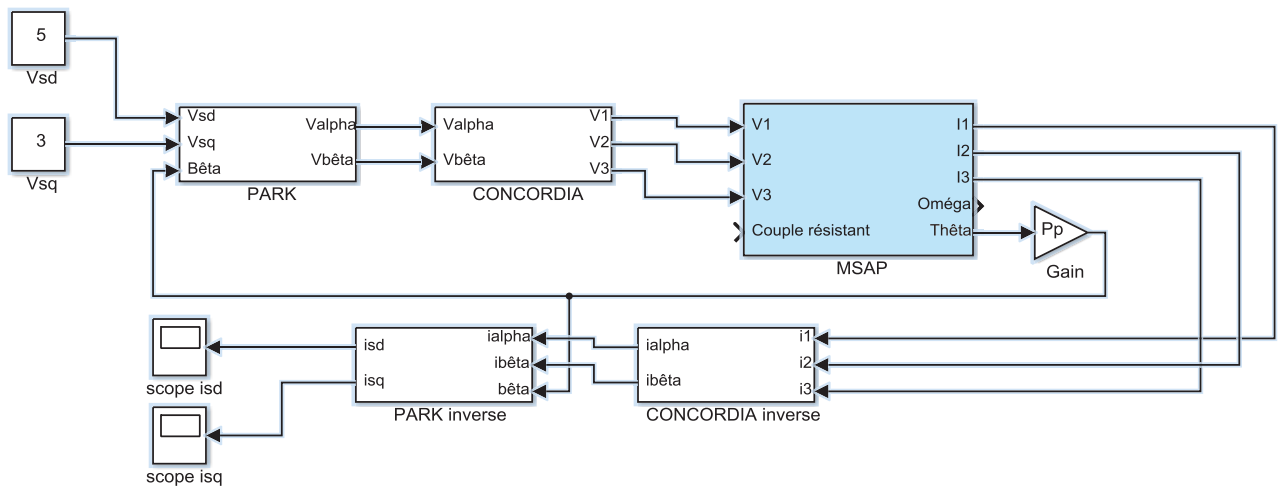 5
Vsd
3
Vsq
Vsd
Vsq
Bêta
Valpha
Vbêta
PARK
Valpha
Vbêta
V1
V2
V3
CONCORDIA
V1
V2
V3
Couple résistant
I1
I2
I3
Oméga
Thêta
MSAP
Pp
Gain
scope isd
scope isq
isd
isq
ialpha
ibêta
bêta
PARK inverse
ialpha
ibêta
i1
i2
i3
CONCORDIA inverse